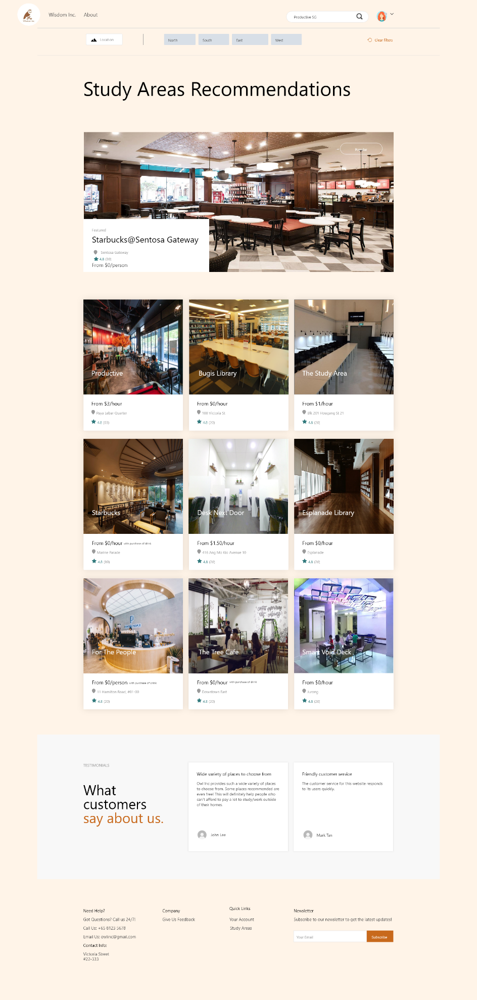 Wisdom Inc.
Wisdom Inc.
About
Productive SG
Location
North
South
East
West
Clear filters
Study Areas Recommendations
Popular
Featured
Starbucks@Sentosa Gateway
Sentosa Gateway
4.8 (30)
From $0/person
Productive
From $3/hour
Paya Lebar Quarter
4.8 (03)
Bugis Library
From $0/hour
100 Victoria St
4.8 (20)
The Study Area
From $1/hour
Blk 201 Hougang St 21
4.8 (20)
Starbucks
From $0/hour with purchase of drink
Marine Parade
4.8 (89)
Desk Next Door
From $1.50/hour
416 Ang Mo Kio Avenue 10
4.8 (20)
Esplanade Library
From $0/hour
Esplanade
4.8 (20)
For The People
From $0/person with purchase of drink
11 Hamilton Road, #01-00
4.8 (20)
The Tree Cafe
From $0/hour with purchase of drink
Downtown East
4.8 (20)
Smart Void Deck
From $0/hour
Jurong
4.8 (20)
TESTIMONIALS
What
customers
say about us.
Wide variety of places to choose from
Owl Inc provides such a wide variety of places
to choose from. Some places recommended are
even free! This will definitely help people who
can't afford to pay a lot to study/work outside
of their homes.
John Lee
Friendly customer service
The customer service for this website responds
to its users quickly.
Mark Tan
Need Help?
Got Questions? Call us 24/7!
Call Us: +65 8123 5678
Email Us: owlinc@gmail.com
Contact Info:
Victoria Street
#22-333
Company
Give Us Feedback
Quick Links
Your Account
Study Areas
Newsletter
Subscribe to our newsletter to get the latest updates!
Your Email
Subscribe